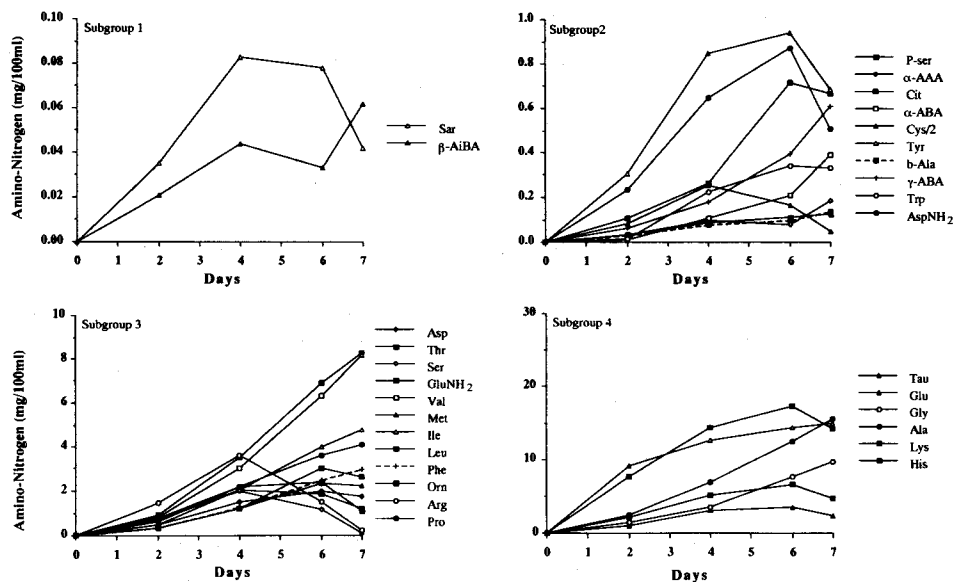 Subgroup 1
Amino-Nitrogen (mg/100ml)
0.10
0.08
0.06
0.04
0.02
0.00
0 1 2 3 4 5 6 7
Days
Sar
β-AiBA
Subgroup2
1.0
0.8
0.6
0.4
0.2
0.0
0 1 2 3 4 5 6 7
Days
P-ser
α-AAA
Cit
α-ABA
Cys/2
Tyr
b-Ala
γ-ABA
Trp
AspNH2
Subgroup 3
Amino-Nitrogen (mg/100ml)
10
8
6
4
2
0
0 1 2 3 4 5 6 7
Days
Asp
Thr
Ser
GluNH2
Val
Met
Ile
Leu
Phe
Orn
Arg
Pro
Subgroup 4
30
20
10
0
0 1 2 3 4 5 6 7
Days
Tau
Glu
Gly
Ala
Lys
His